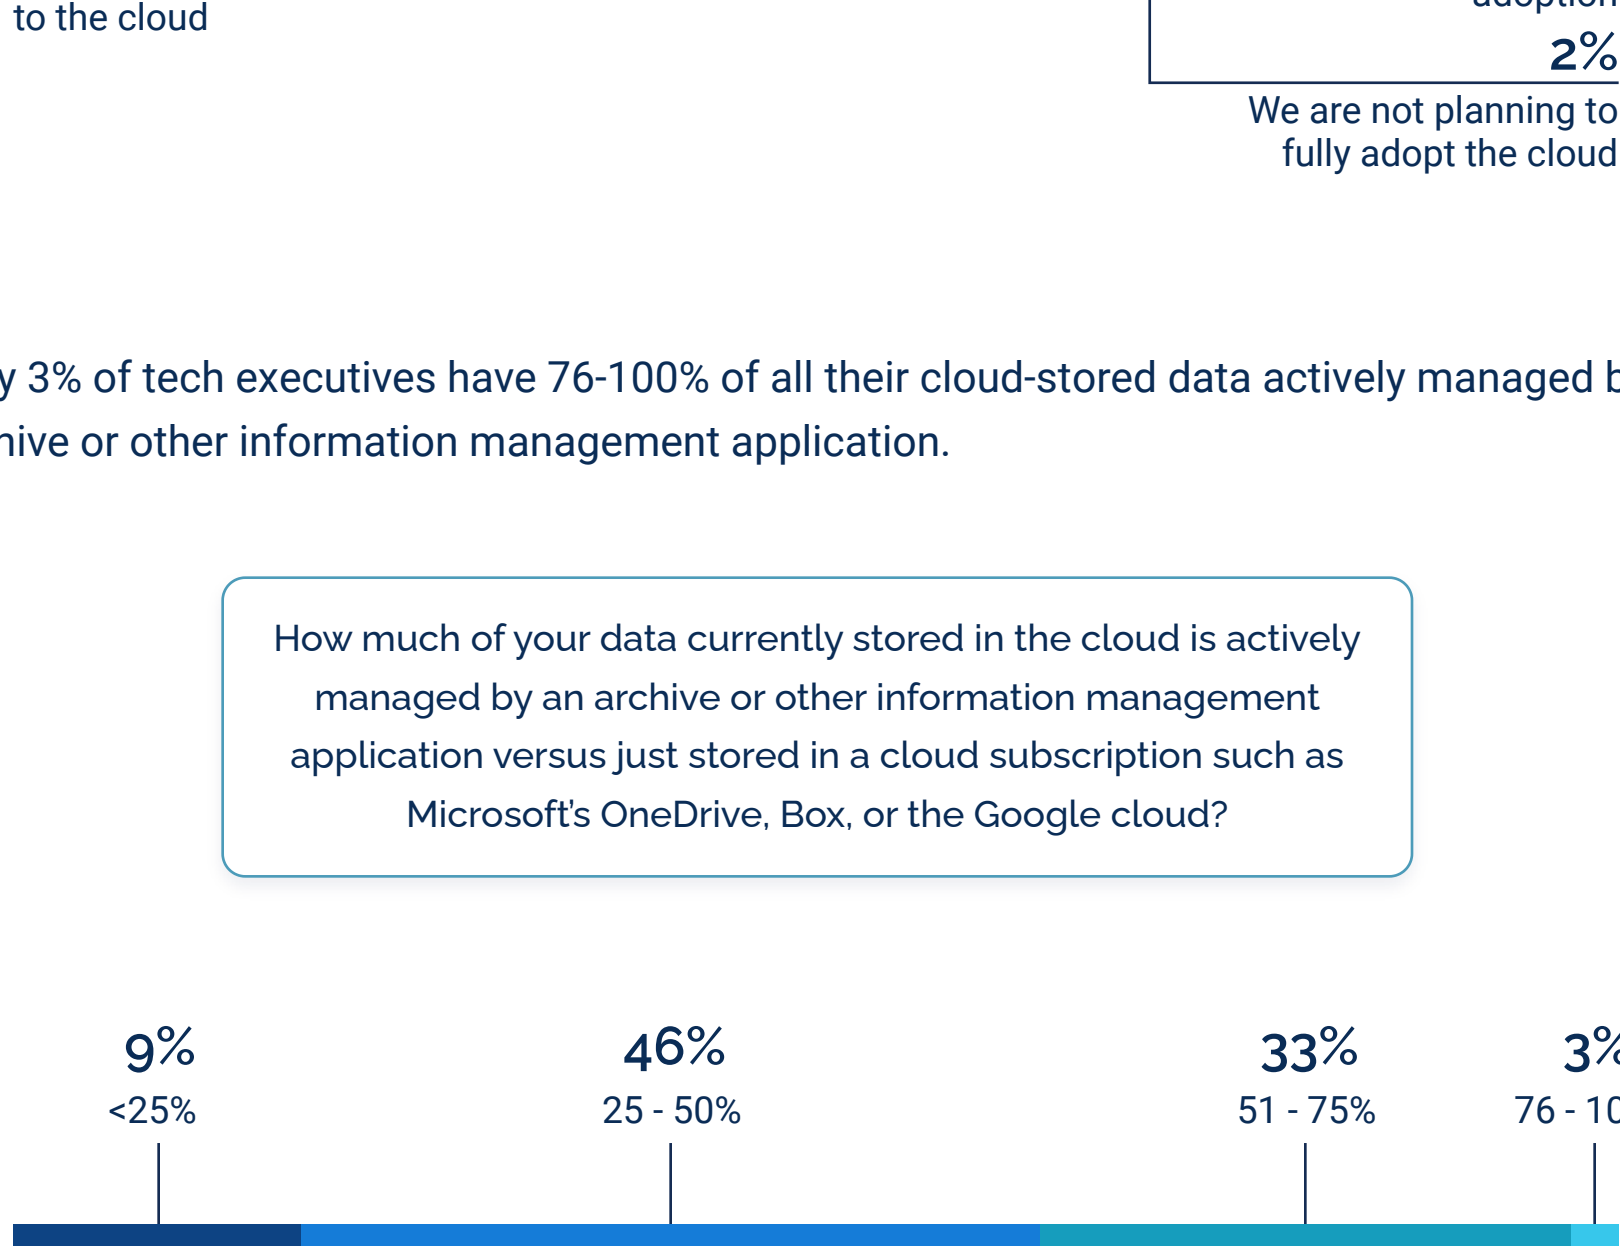 to the cloud
adoption
2%
We are not planning to
fully adopt the cloud
3% of tech executives have 76-100% of all their cloud-stored data actively managed
or other information management application.
How much of your data currently stored in the cloud is actively
managed by an archive or other information management
application versus just stored in a cloud subscription such as
Microsoft's OneDrive, Box, or the Google cloud?
9% 46% 33% 3%
<25% 25 - 50% 51 - 75% 76 - 10